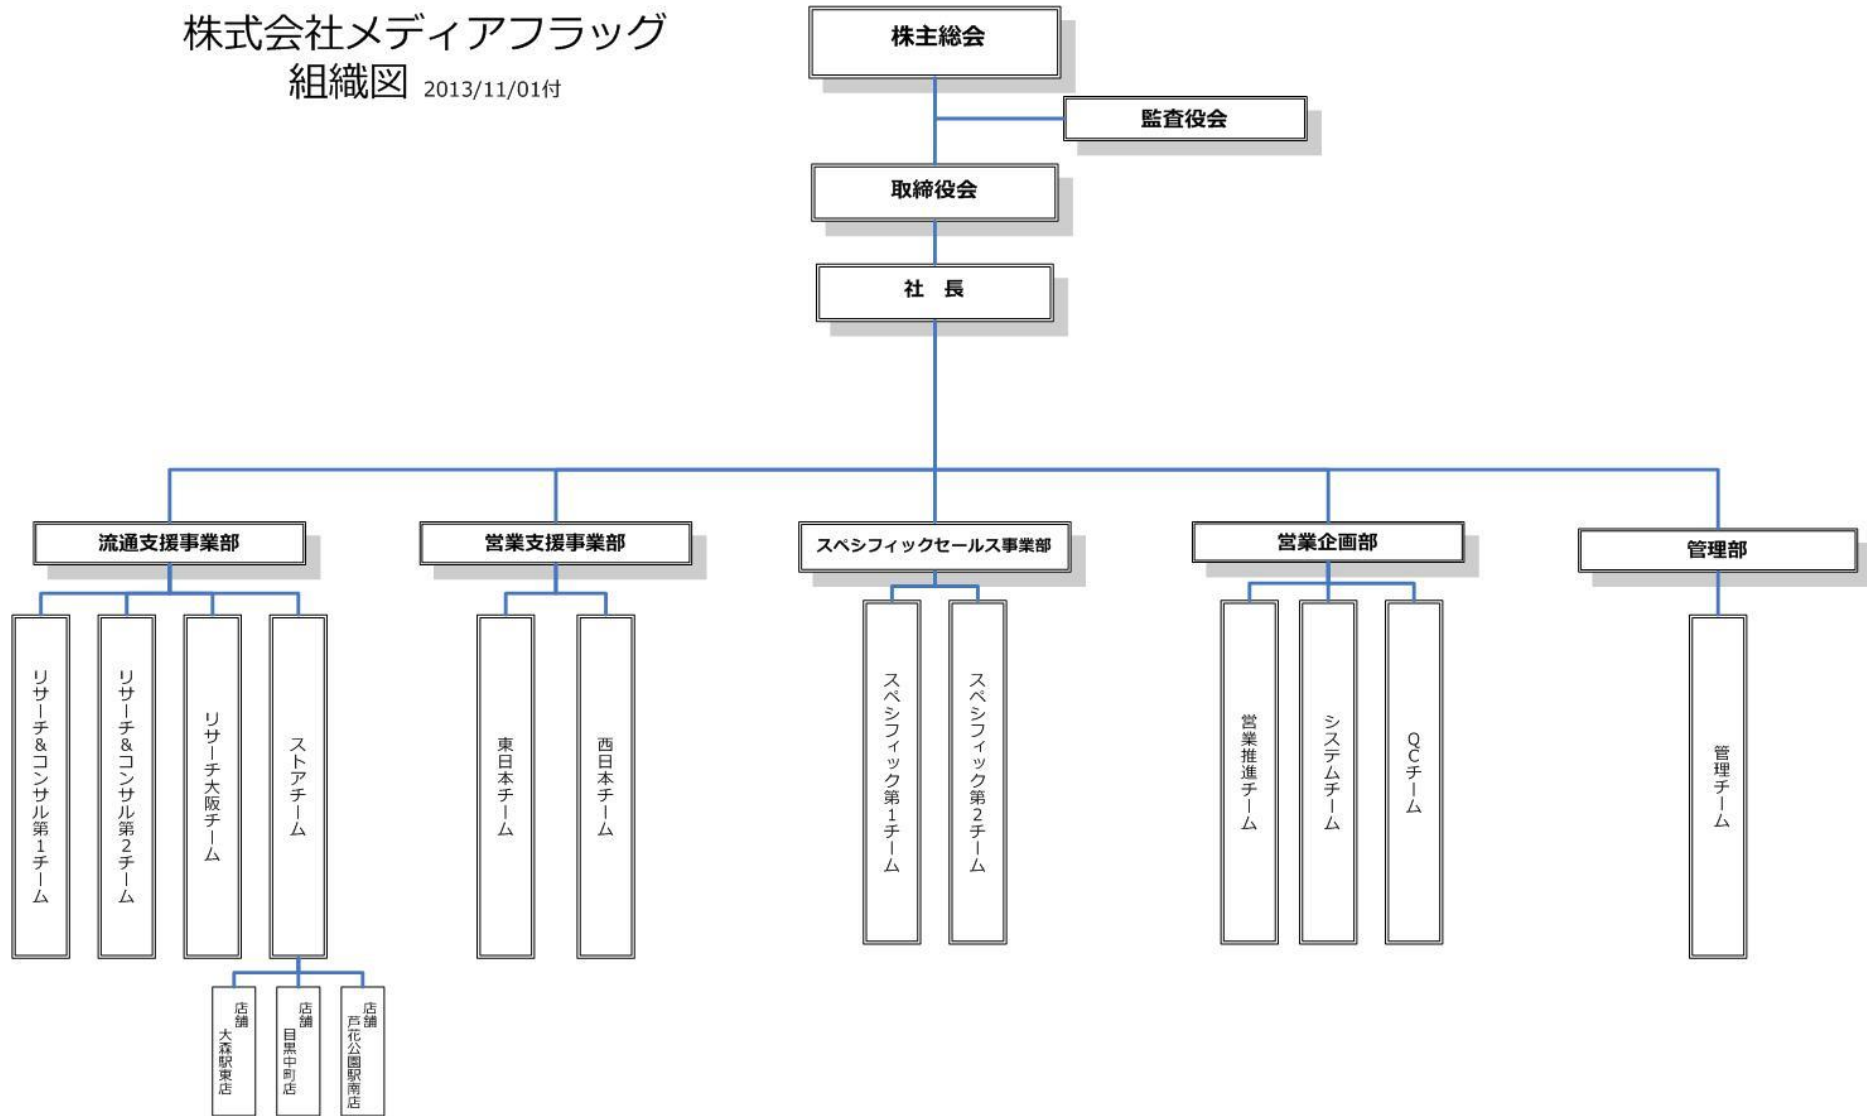 株式会社メディアフラッグ
組織図 2013/11/01付
株主総会
監査役会
取締役会
社　長
流通支援事業部
営業支援事業部
スペシフィックセールス事業部
営業企画部
管理部
リサーチ&コンサル第1チーム
リサーチ&コンサル第2チーム
リサーチ大阪チーム
ストアチーム
東日本チーム
西日本チーム
スペシフィック第1チーム
スペシフィック第2チーム
営業推進チーム
システムチーム
QCチーム
管理チーム
店舗
大森駅東店
店舗
目黒中町店
店舗
芦花公園駅南店